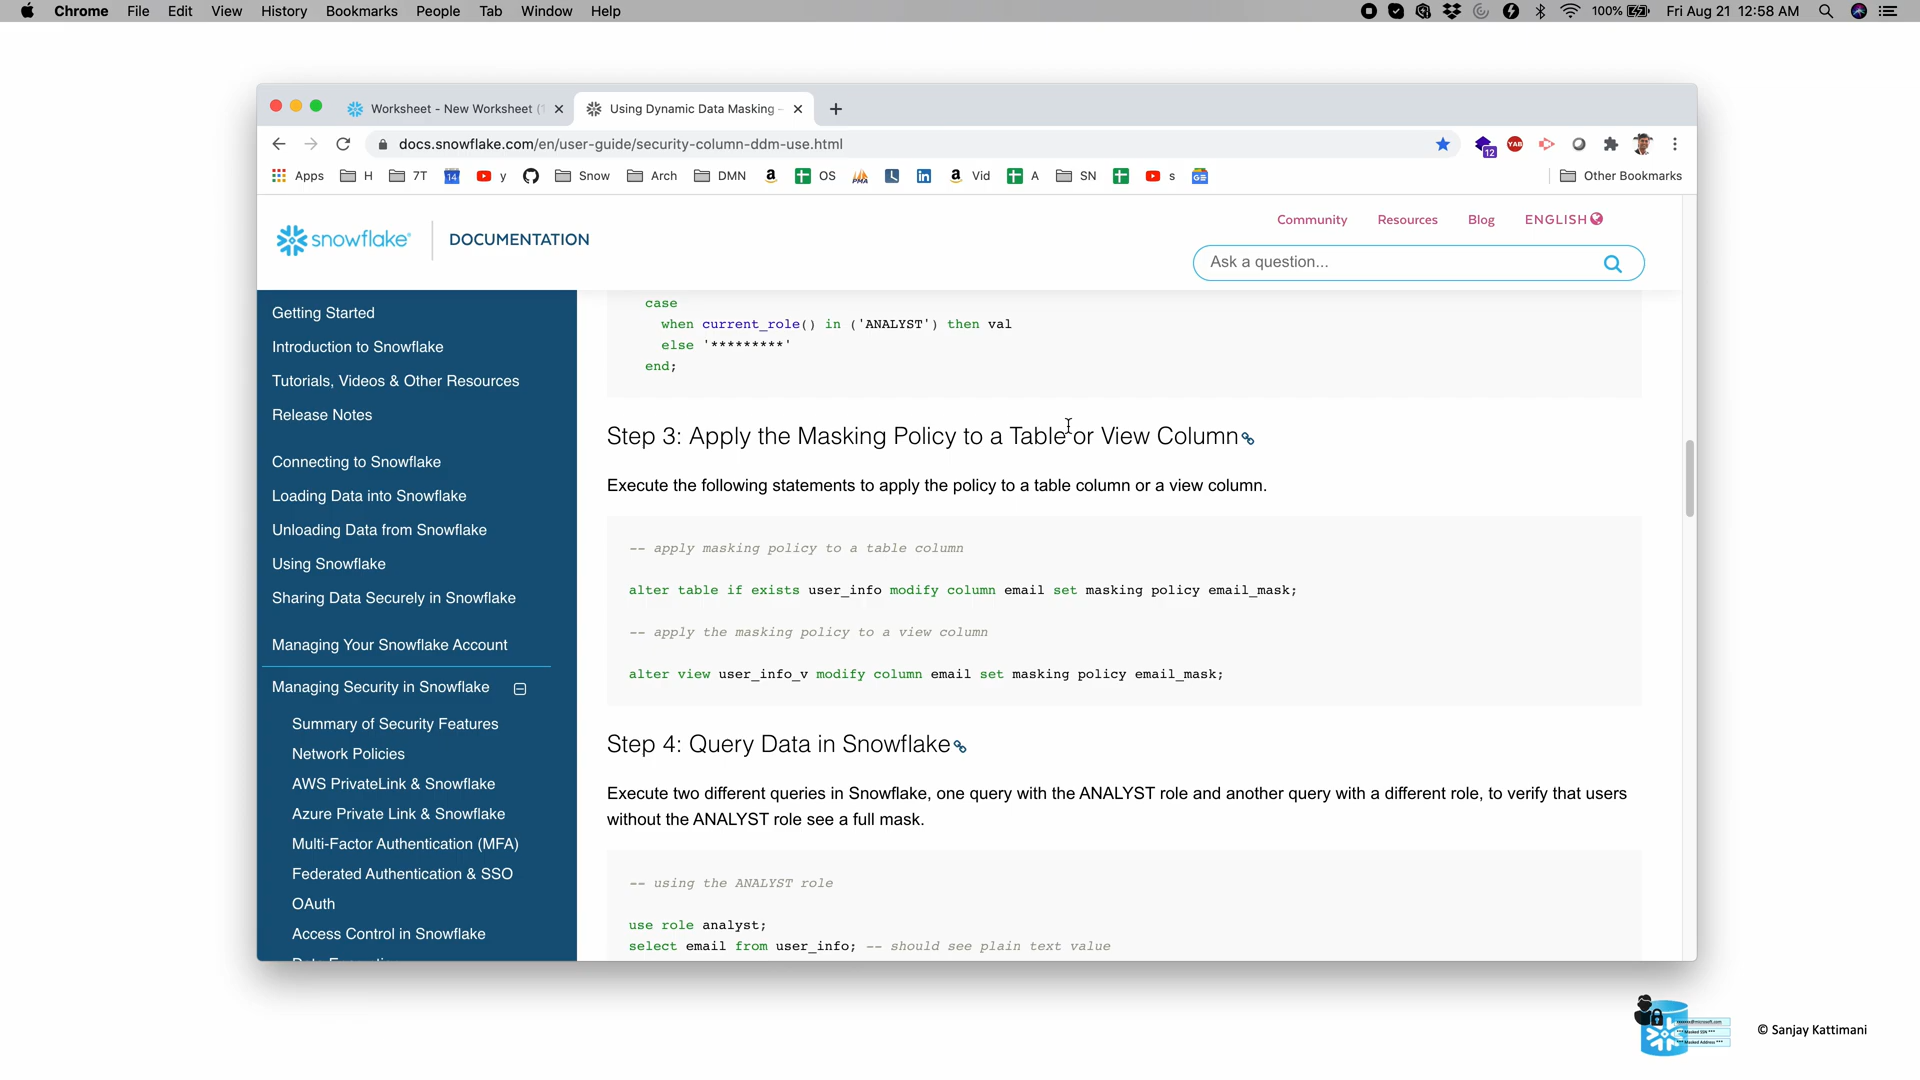 Chrome File Edit View History Bookmarks People Tab Window Help
100% Fri Aug 21 12:58 AM
Worksheet - New Worksheet (
Using Dynamic Data Masking -
docs.snowflake.com/en/user-guide/security-column-ddm-use.html
12 YAB
Apps H 7T 14 y Snow Arch DMN OS PMA Vid A SN s Other Bookmarks
snowflake DOCUMENTATION
Community Resources Blog ENGLISH
Ask a question...
Getting Started
Introduction to Snowflake
Tutorials, Videos & Other Resources
Release Notes
Connecting to Snowflake
Loading Data into Snowflake
Unloading Data from Snowflake
Using Snowflake
Sharing Data Securely in Snowflake
Managing Your Snowflake Account
Managing Security in Snowflake
Summary of Security Features
Network Policies
AWS PrivateLink & Snowflake
Azure Private Link & Snowflake
Multi-Factor Authentication (MFA)
Federated Authentication & SSO
OAuth
Access Control in Snowflake
case
when current_role() in ('ANALYST') then val
else '*********'
end;
Step 3: Apply the Masking Policy to a Table or View Column
Execute the following statements to apply the policy to a table column or a view column.
-- apply masking policy to a table column
alter table if exists user_info modify column email set masking policy email_mask;
-- apply the masking policy to a view column
alter view user_info_v modify column email set masking policy email_mask;
Step 4: Query Data in Snowflake
Execute two different queries in Snowflake, one query with the ANALYST role and another query with a different role, to verify that users
without the ANALYST role see a full mask.
-- using the ANALYST role
use role analyst;
select email from user_info; -- should see plain text value
© Sanjay Kattimani